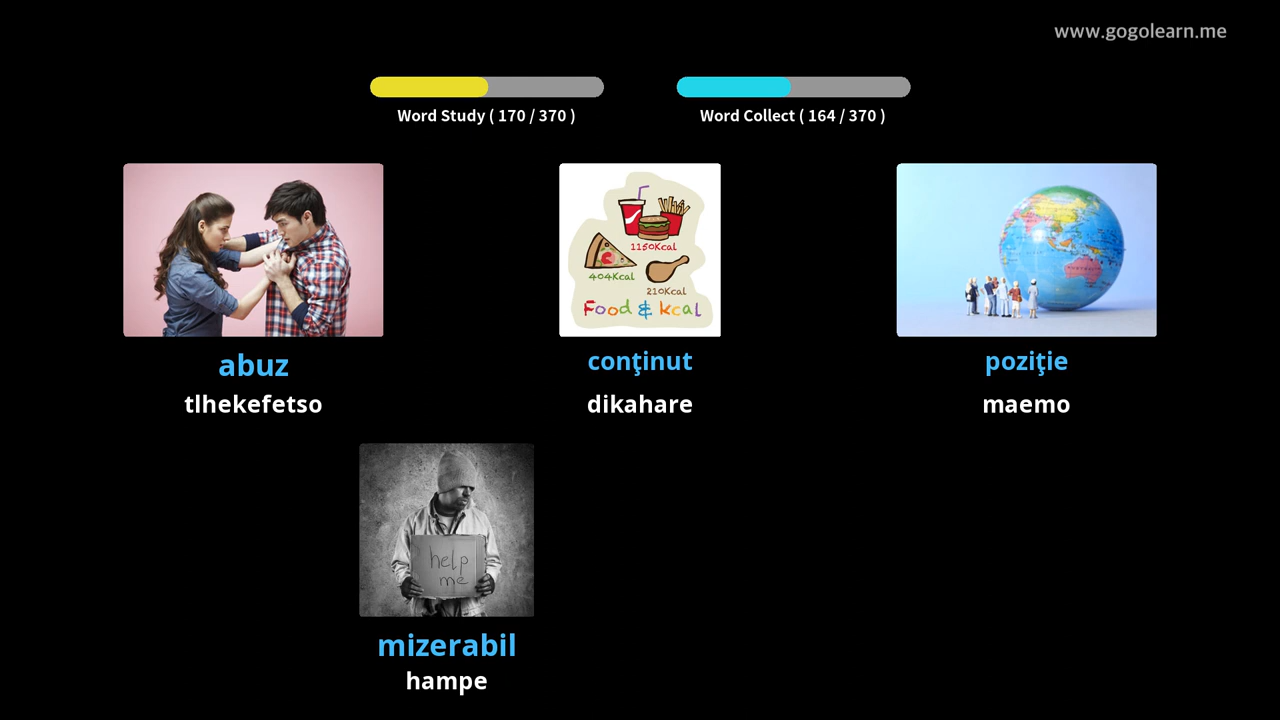 www.gogolearn.me
Word Study ( 170 / 370 )
Word Collect ( 164 / 370 )
1150Kcal
404Kcal
210Kcal
Food & kcal
abuz
tlhekefetso
conţinut
dikahare
poziţie
maemo
help
me
mizerabil
hampe